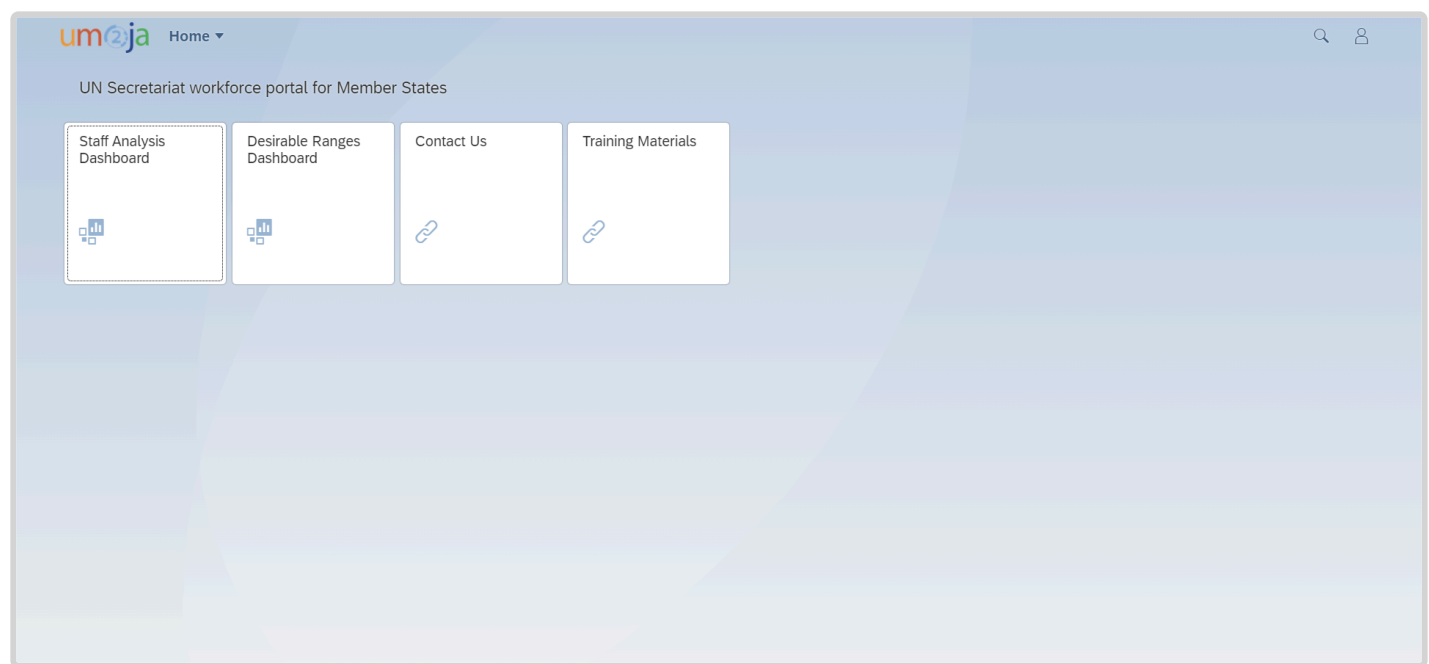 um2ja
Home
UN Secretariat workforce portal for Member States
Staff Analysis
Dashboard
Desirable Ranges
Dashboard
Contact Us
Training Materials